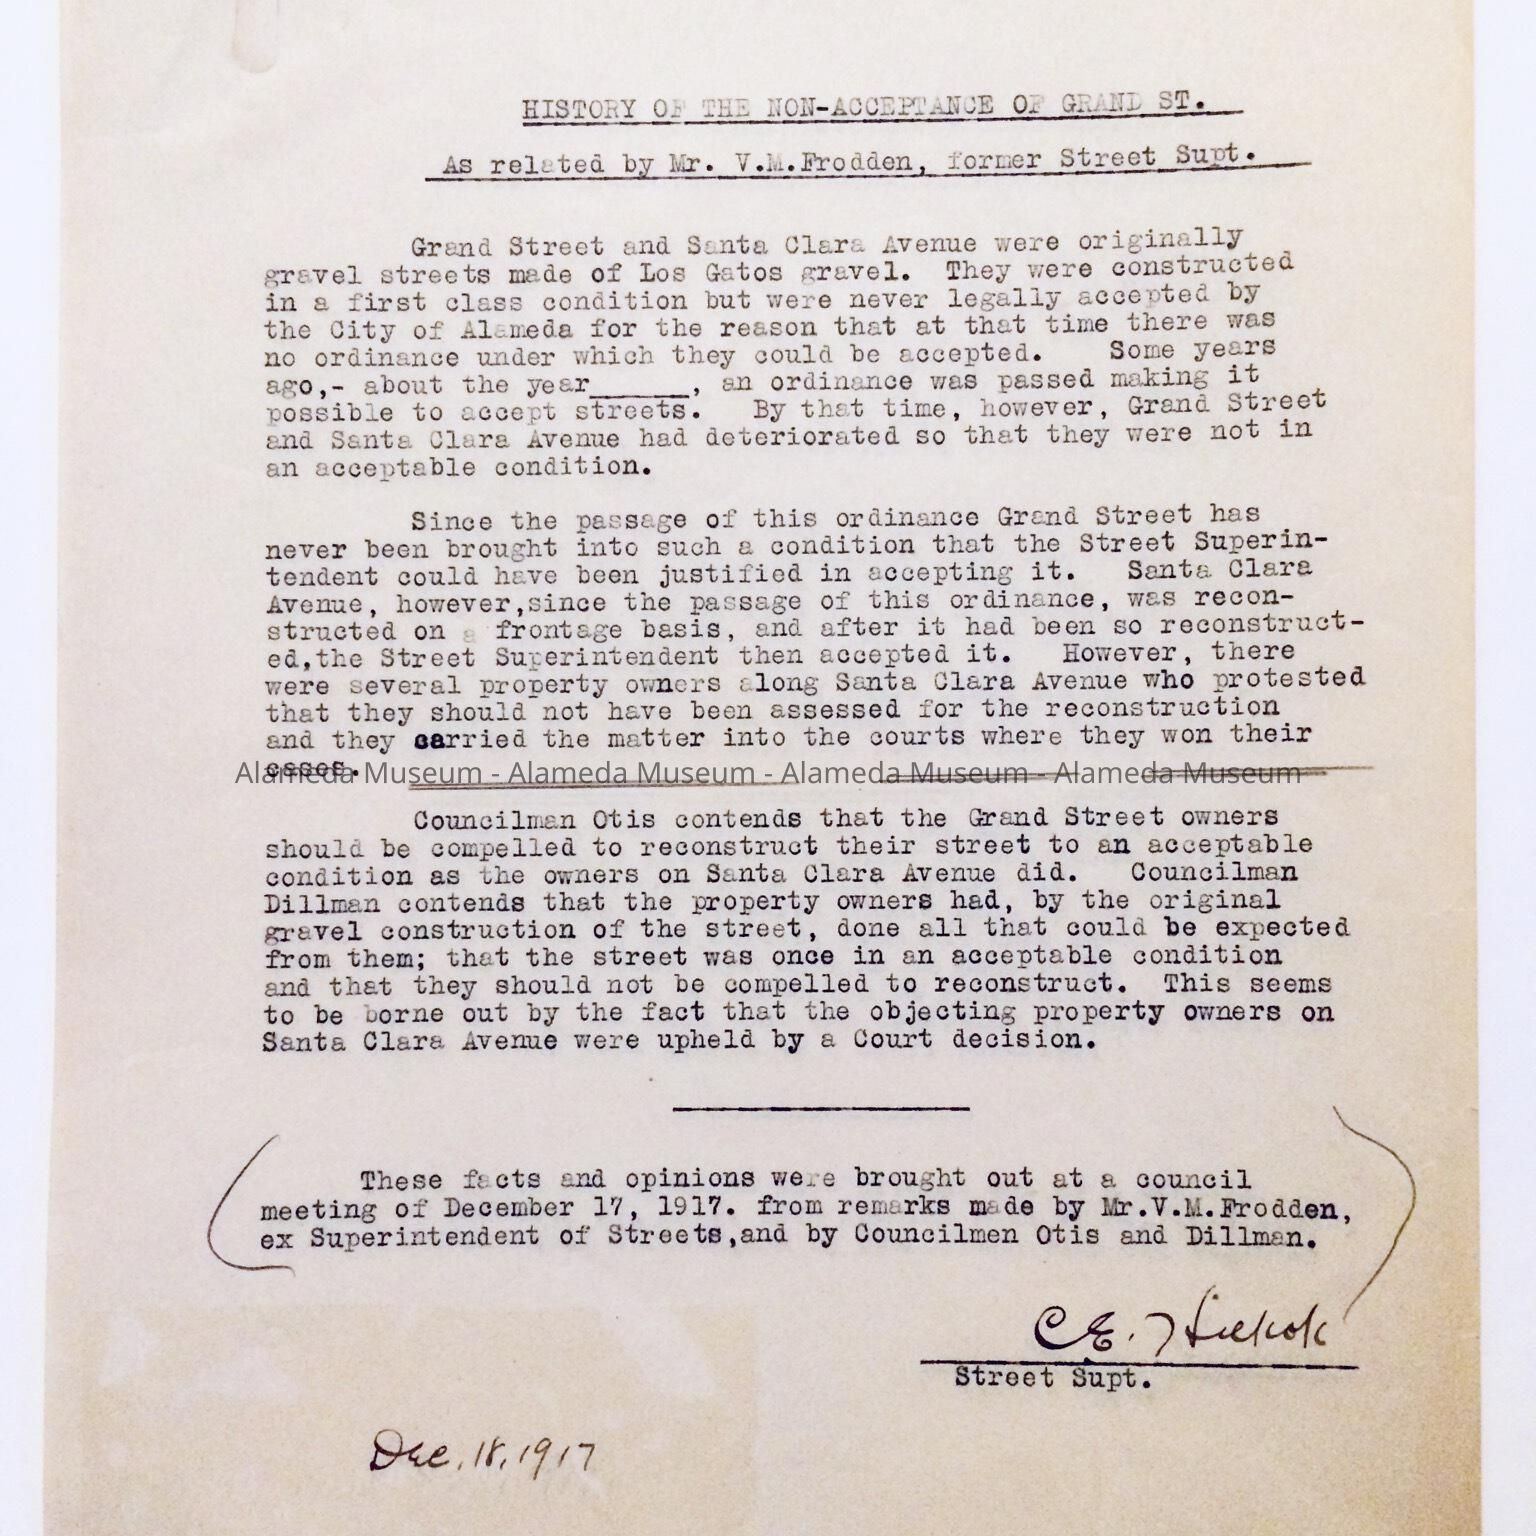 HISTORY OF THE NON-ACCEPTANCE OF GRAND ST.
As related by Mr. V.M.Frodden, former Street Supt.
Grand Street and Santa Clara Avenue were originally
gravel streets made of Los Gatos gravel. They were constructed
in a first class condition but were never legally accepted by
the City of Alameda for the reason that at that time there was
no ordinance under which they could be accepted. Some years
ago,- about the year______, an ordinance was passed making it
possible to accept streets. By that time, however, Grand Street
and Santa Clara Avenue had deteriorated so that they were not in
an acceptable condition.
Since the passage of this ordinance Grand Street has
never been brought into such a condition that the Street Superin-
tendent could have been justified in accepting it. Santa Clara
Avenue, however,since the passage of this ordinance, was recon-
structed on a frontage basis, and after it had been so reconstruct-
ed,the Street Superintendent then accepted it. However, there
were several property owners along Santa Clara Avenue who protested
that they should not have been assessed for the reconstruction
and they carried the matter into the courts where they won their
cases.
Alameda Museum - Alameda Museum - Alameda Museum - Alameda Museum
Councilman Otis contends that the Grand Street owners
should be compelled to reconstruct their street to an acceptable
condition as the owners on Santa Clara Avenue did. Councilman
Dillman contends that the property owners had, by the original
gravel construction of the street, done all that could be expected
from them; that the street was once in an acceptable condition
and that they should not be compelled to reconstruct. This seems
to be borne out by the fact that the objecting property owners on
Santa Clara Avenue were upheld by a Court decision.
These facts and opinions were brought out at a council
meeting of December 17, 1917. from remarks made by Mr.V.M.Frodden,
ex Superintendent of Streets,and by Councilmen Otis and Dillman.
C.E. Hickok
Street Supt.
Dec. 18, 1917